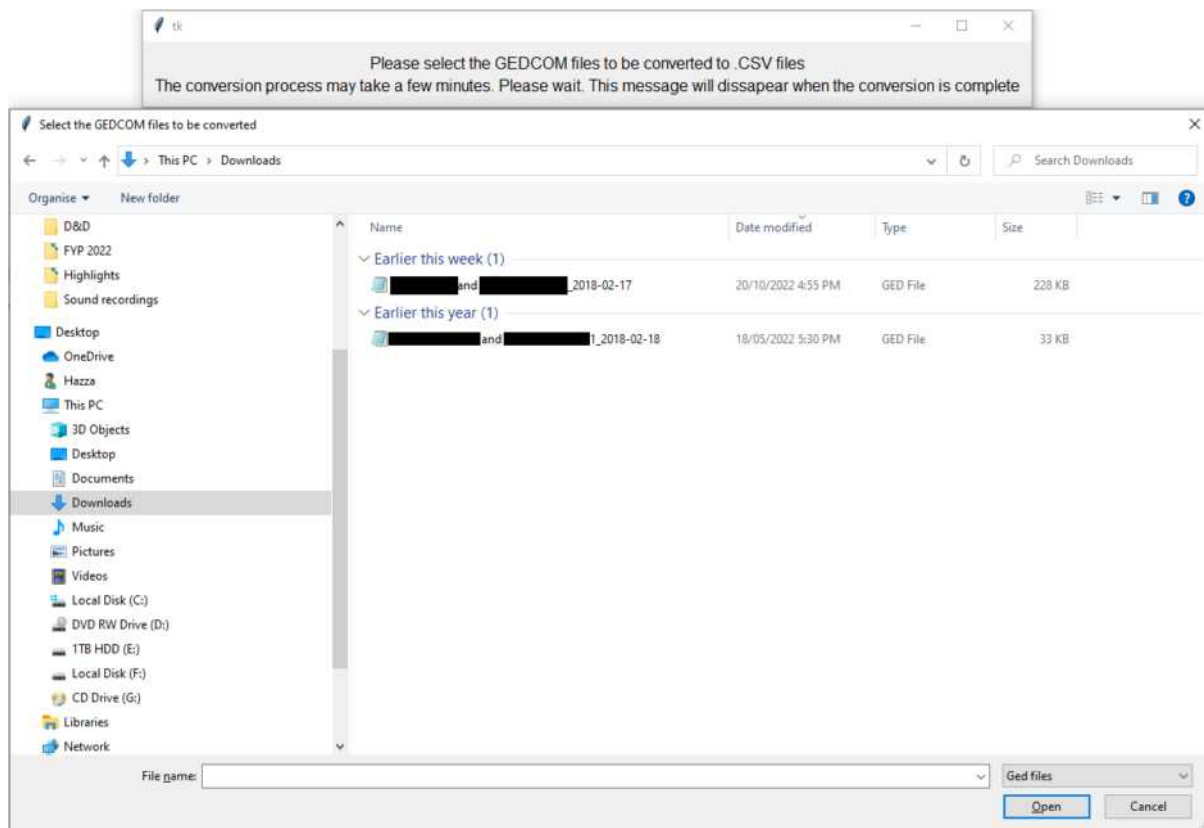 tk
Please select the GEDCOM files to be converted to .CSV files
The conversion process may take a few minutes. Please wait. This message will dissapear when the conversion is complete
Select the GEDCOM files to be converted
This PC > Downloads
Search Downloads
Organise
New folder
D&D
FYP 2022
Highlights
Sound recordings
Desktop
OneDrive
Hazza
This PC
3D Objects
Desktop
Documents
Downloads
Music
Pictures
Videos
Local Disk (C:)
DVD RW Drive (D:)
1TB HDD (E:)
Local Disk (F:)
CD Drive (G:)
Libraries
Network
Name Date modified Type Size
Earlier this week (1)
and _2018-02-17 20/10/2022 4:55 PM GED File 228 KB
Earlier this year (1)
and 1_2018-02-18 18/05/2022 5:30 PM GED File 33 KB
File name:
Ged files
Open Cancel